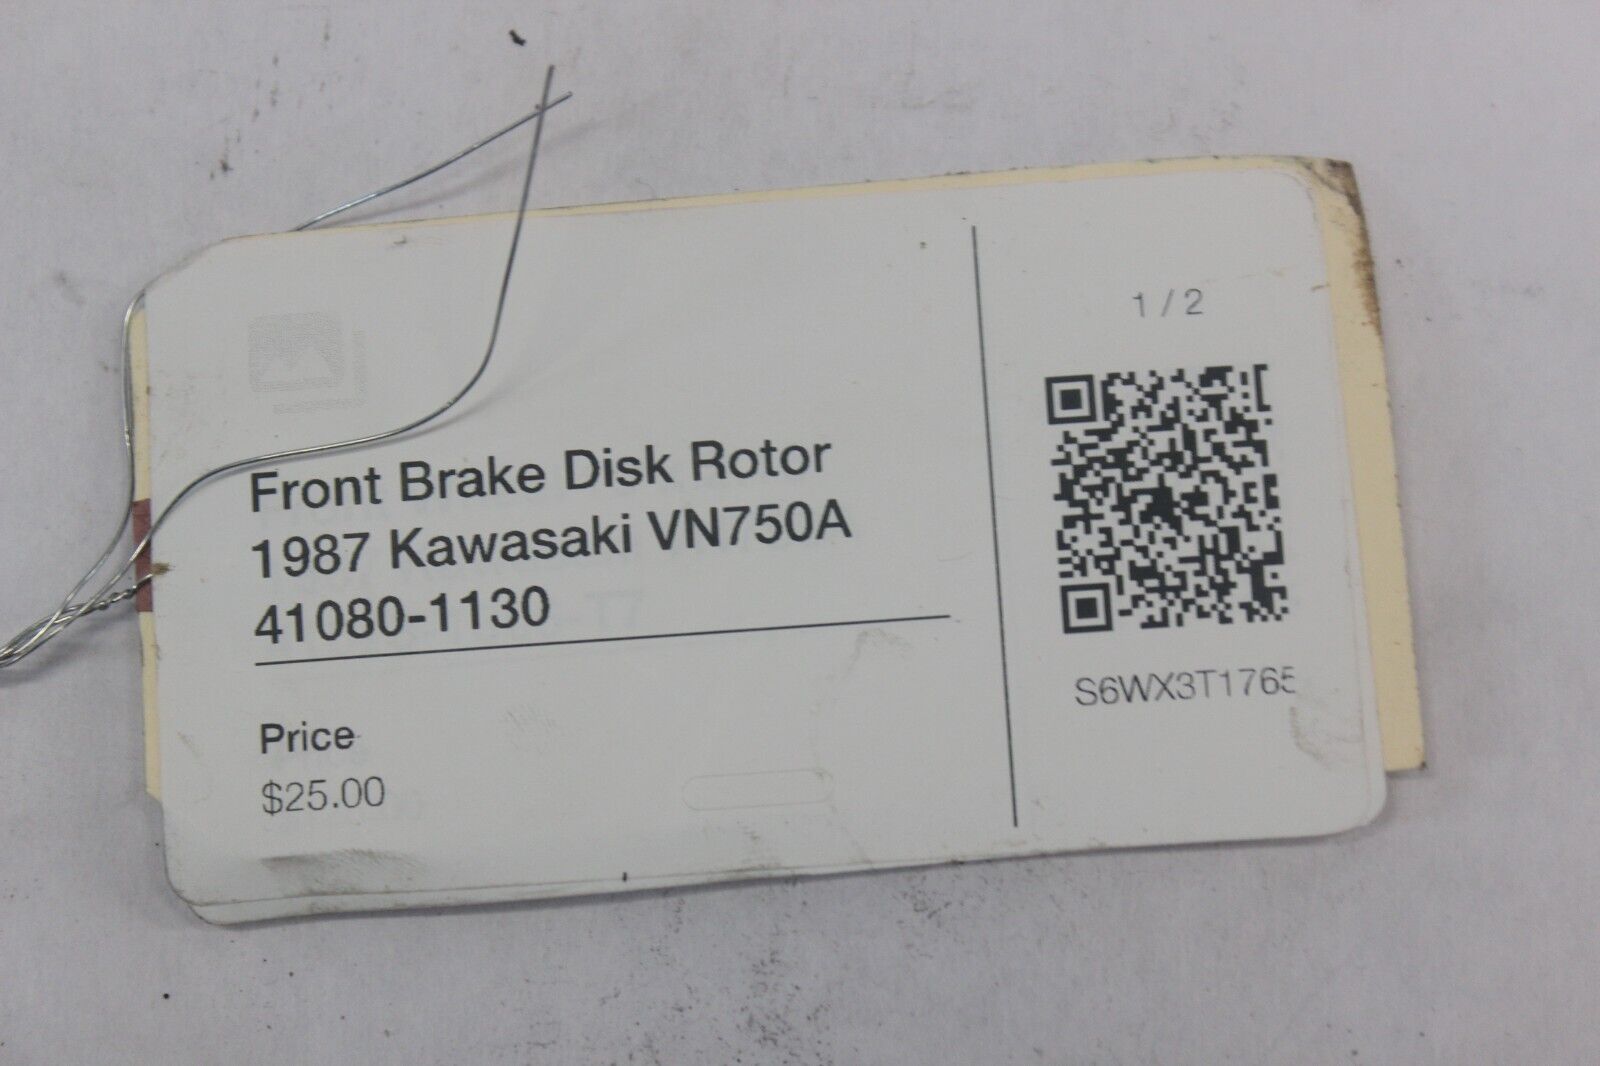 Front Brake Disk Rotor
1987 Kawasaki VN750A
41080-1130
Price
$25.00
1 / 2
S6WX3T1765